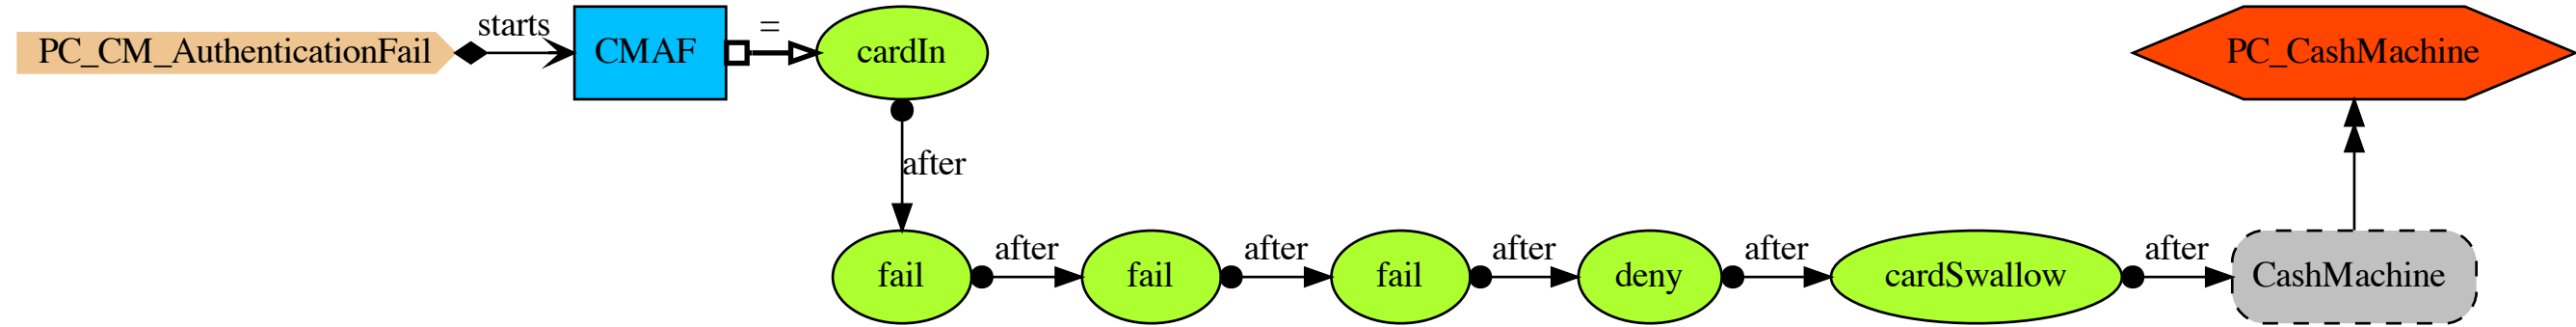 PC_CM_AuthenticationFail
starts
CMAF
=
cardIn
PC_CashMachine
after
fail
after
fail
after
fail
after
deny
after
cardSwallow
after
CashMachine